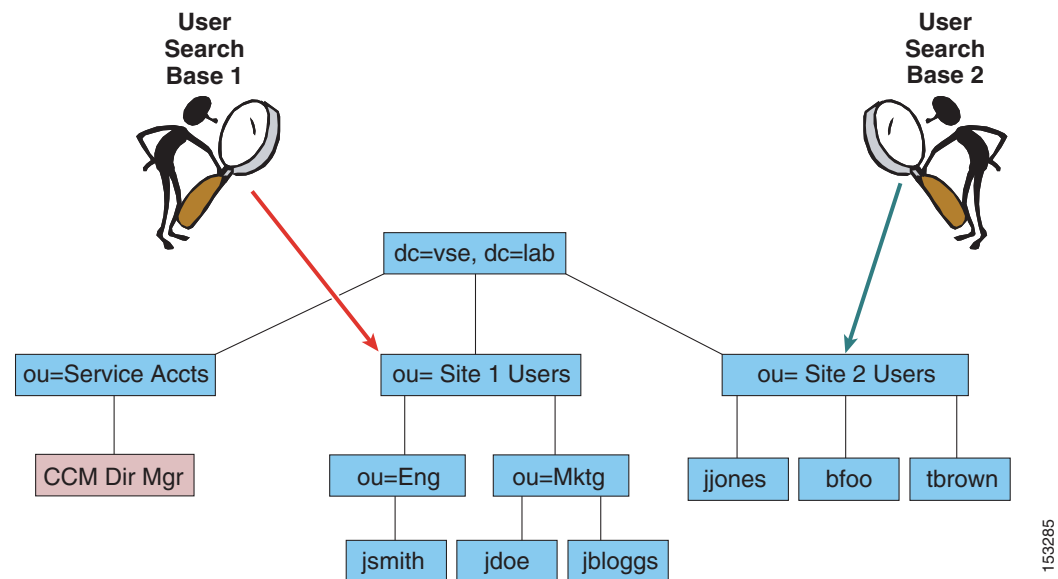 User
Search
Base 1
User
Search
Base 2
dc=vse, dc=lab
ou=Service Accts
ou= Site 1 Users
ou= Site 2 Users
CCM Dir Mgr
ou=Eng
ou=Mktg
jjones
bfoo
tbrown
jsmith
jdoe
jbloggs
153285